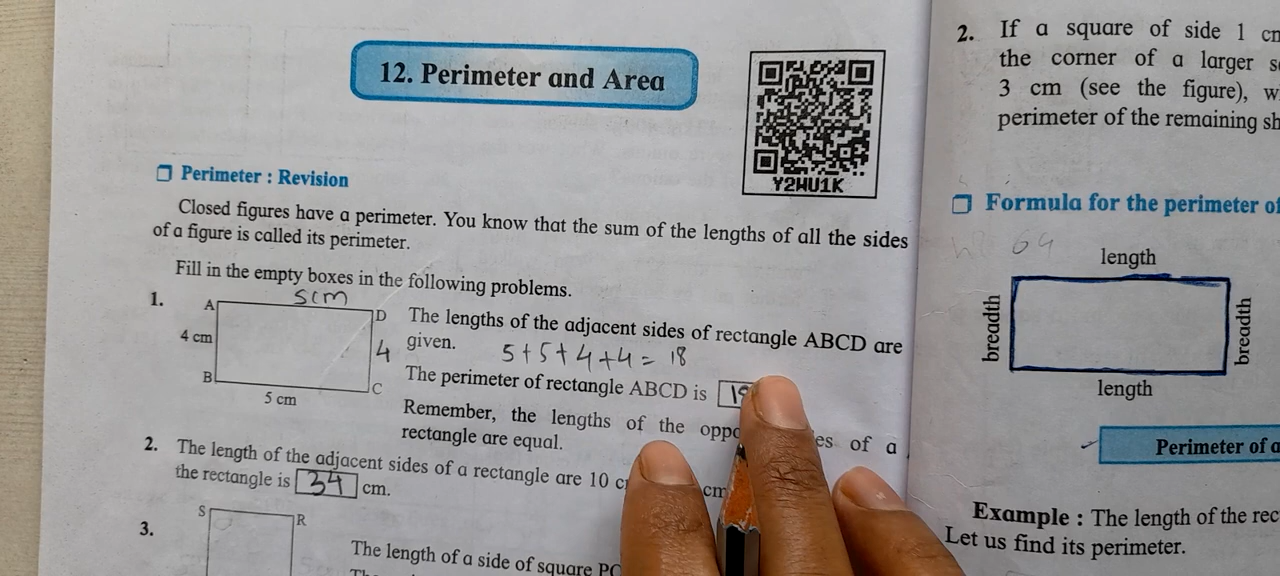 12. Perimeter and Area
Y2WU1K
Perimeter : Revision
Closed figures have a perimeter. You know that the sum of the lengths of all the sides
of a figure is called its perimeter.
Fill in the empty boxes in the following problems.
1.
5cm
A
D
4 cm
4
B
C
5 cm
The lengths of the adjacent sides of rectangle ABCD are
given.
5+5+4+4= 18
The perimeter of rectangle ABCD is
Remember, the lengths of the of a
rectangle are equal.
2. The length of the adjacent sides of a rectangle are 10 cm
the rectangle is 34 cm.
3.
S
R
The length of a side of square
2. If a square of side 1
the corner of a larger
3 cm (see the figure),
perimeter of the remaining
Formula for the perimeter of
64
length
breadth
breadth
length
Perimeter of a
Example : The length of the
Let us find its perimeter.